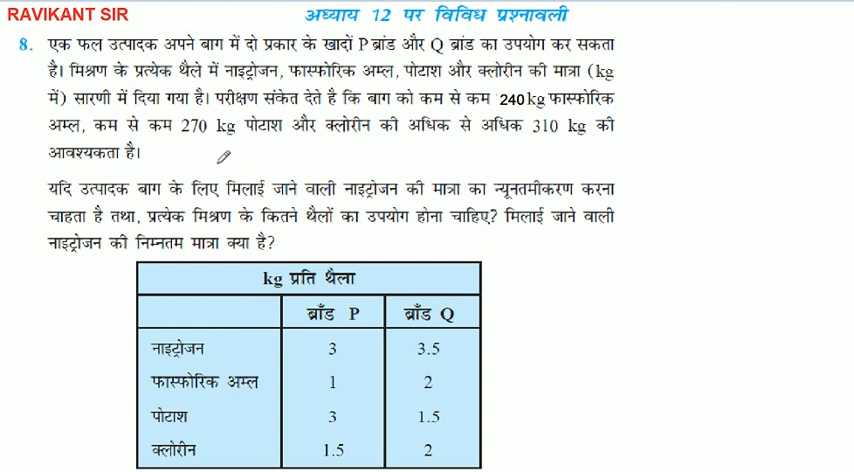 RAVIKANT SIR
अध्याय 12 पर विविध प्रश्नावली
8. एक फल उत्पादक अपने बाग में दो प्रकार के खादों P ब्रांड और Q ब्रांड का उपयोग कर सकता
है। मिश्रण के प्रत्येक थैले में नाइट्रोजन, फास्फोरिक अम्ल, पोटाश और क्लोरीन की मात्रा (kg
में) सारणी में दिया गया है। परीक्षण संकेत देते है कि बाग को कम से कम 240 kg फास्फोरिक
अम्ल, कम से कम 270 kg पोटाश और क्लोरीन की अधिक से अधिक 310 kg की
आवश्यकता है।
यदि उत्पादक बाग के लिए मिलाई जाने वाली नाइट्रोजन की मात्रा का न्यूनतमीकरण करना
चाहता है तथा, प्रत्येक मिश्रण के कितने थैलों का उपयोग होना चाहिए? मिलाई जाने वाली
नाइट्रोजन की निम्नतम मात्रा क्या है?
kg प्रति थैला
ब्राँड P ब्राँड Q
नाइट्रोजन 3 3.5
फास्फोरिक अम्ल 1 2
पोटाश 3 1.5
क्लोरीन 1.5 2